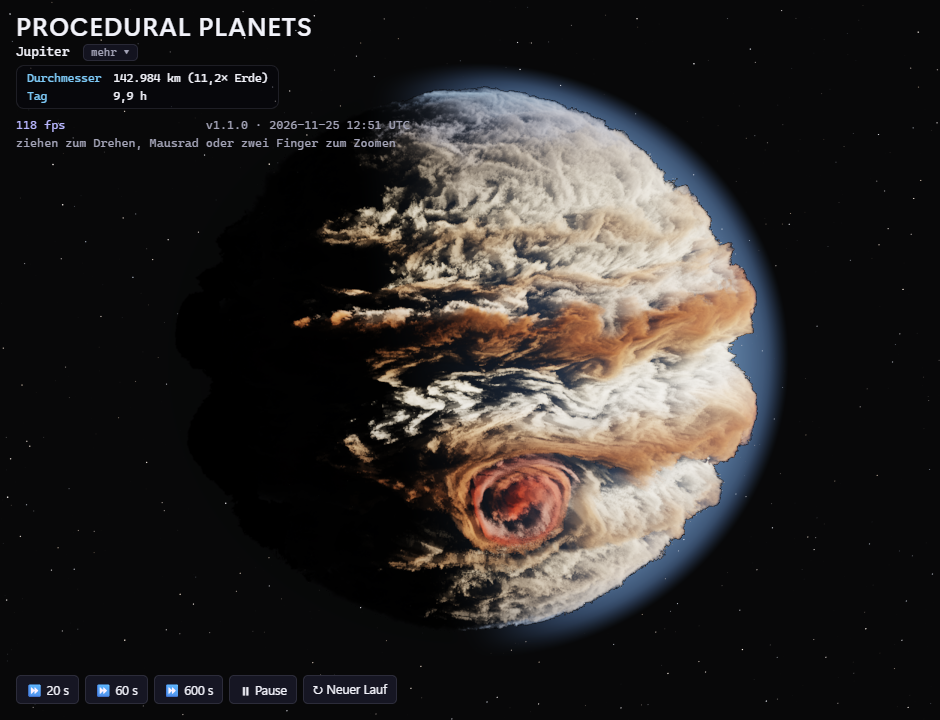 PROCEDURAL PLANETS
Jupiter mehr ▼
Durchmesser 142.984 km (11,2× Erde)
Tag 9,9 h
118 fps v1.1.0 · 2026-11-25 12:51 UTC
ziehen zum Drehen, Mausrad oder zwei Finger zum Zoomen
⏩ 20 s ⏩ 60 s ⏩ 600 s ⏸ Pause ↻ Neuer Lauf